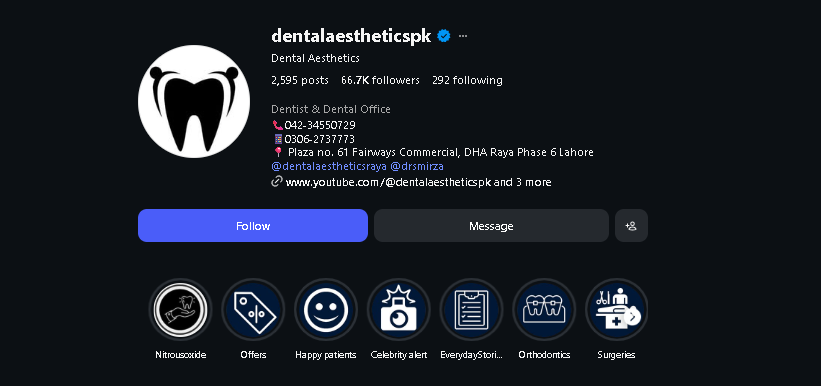 dentalaestheticspk
Dental Aesthetics
2,595 posts 66.7K followers 292 following
Dentist & Dental Office
📞042-34550729
📱0306-2737773
📍 Plaza no. 61 Fairways Commercial, DHA Raya Phase 6 Lahore
@dentalaestheticsraya @drsmirza
www.youtube.com/@dentalaestheticspk and 3 more
Follow Message
Nitrousoxide Offers Happy patients Celebrity alert EverydayStori... Orthodontics Surgeries